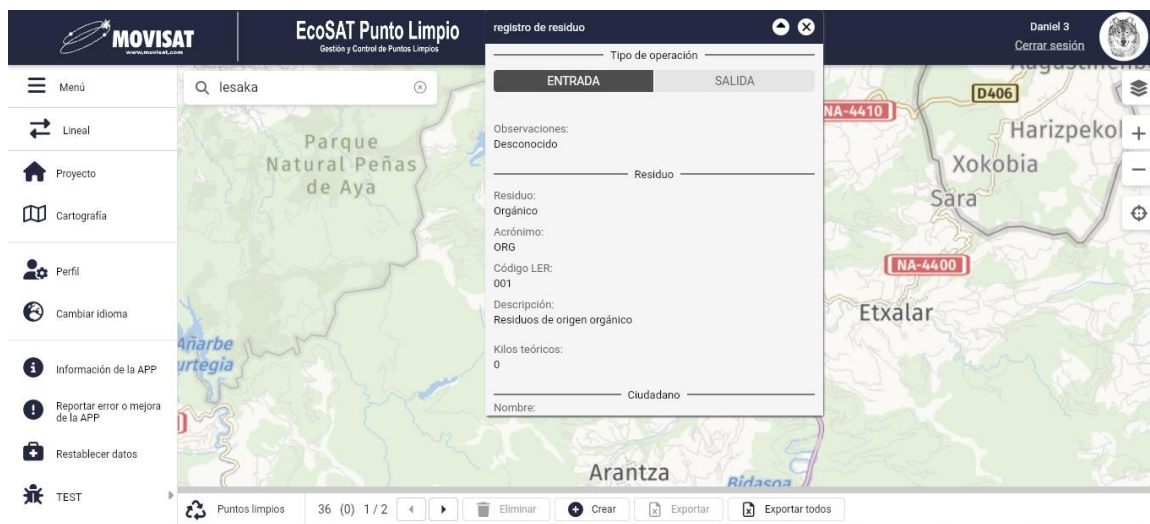 MOVISAT
www.movisat.com
EcoSAT Punto Limpio
Gestión y Control de Puntos Limpios
registro de residuo
Daniel 3
Cerrar sesión
Menú
Lineal
Proyecto
Cartografía
Perfil
Cambiar idioma
Información de la APP
Reportar error o mejora
de la APP
Restablecer datos
TEST
lesaka
Tipo de operación
ENTRADA
SALIDA
Observaciones:
Desconocido
Residuo
Residuo:
Orgánico
Acrónimo:
ORG
Código LER:
001
Descripción:
Residuos de origen orgánico
Kilos teóricos:
0
Ciudadano
Nombre:
Parque
Natural Peñas
de Aya
Añarbe
D406
NA-4410
Xokobia
Sara
NA-4400
Etxalar
Arantza
Bidasoa
Puntos limpios
36 (0) 1 / 2
Eliminar
Crear
Exportar
Exportar todos